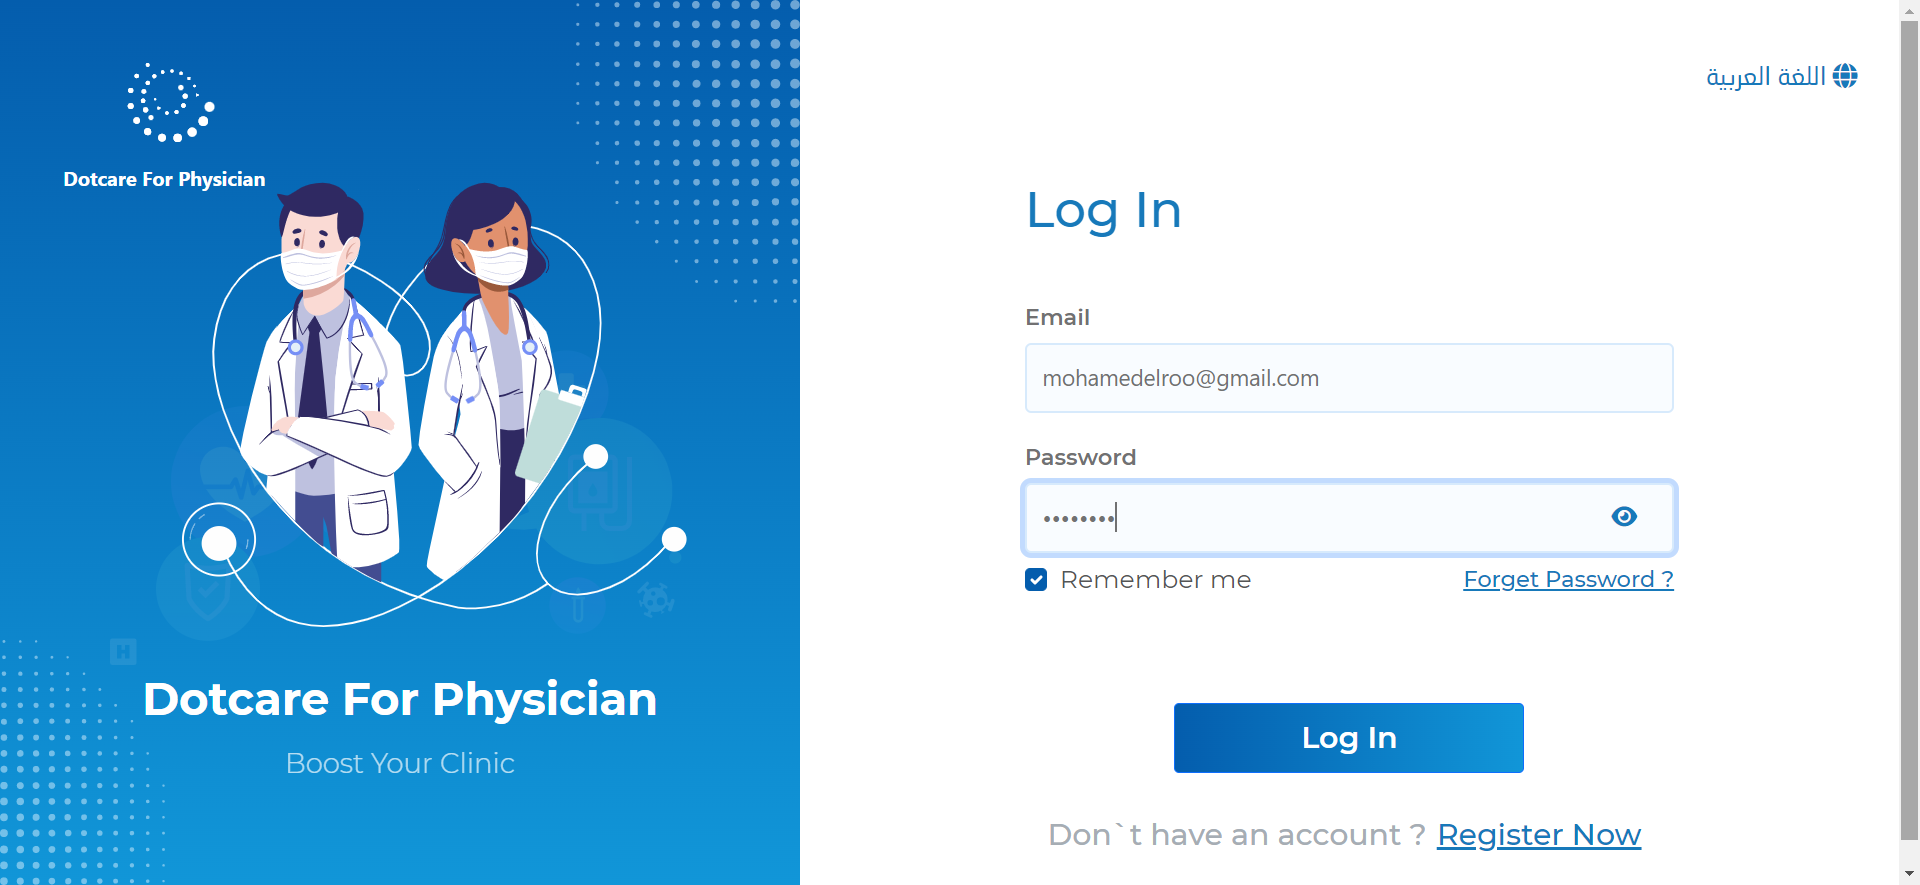 Dotcare For Physician
H
Dotcare For Physician
Boost Your Clinic
اللغة العربية
Log In
Email
mohamedelroo@gmail.com
Password
••••••••
Remember me
Forget Password ?
Log In
Don`t have an account ? Register Now